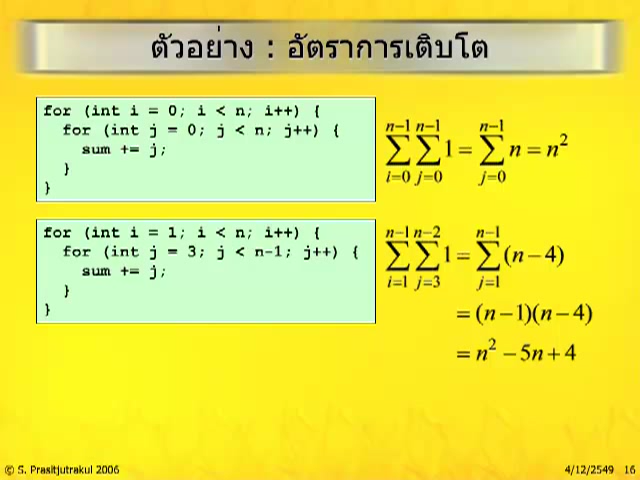 ตัวอย่าง : อัตราการเติบโต
for (int i = 0; i < n; i++) {
for (int j = 0; j < n; j++) {
sum += j;
}
}
n−1 n−1 n−1
∑ ∑ 1 = ∑ n = n²
i=0 j=0 j=0
for (int i = 1; i < n; i++) {
for (int j = 3; j < n-1; j++) {
sum += j;
}
}
n−1 n−2 n−1
∑ ∑ 1 = ∑ (n − 4)
i=1 j=3 j=1
= (n − 1)(n − 4)
= n² − 5n + 4
© S. Prasitjutrakul 2006
4/12/2549 16